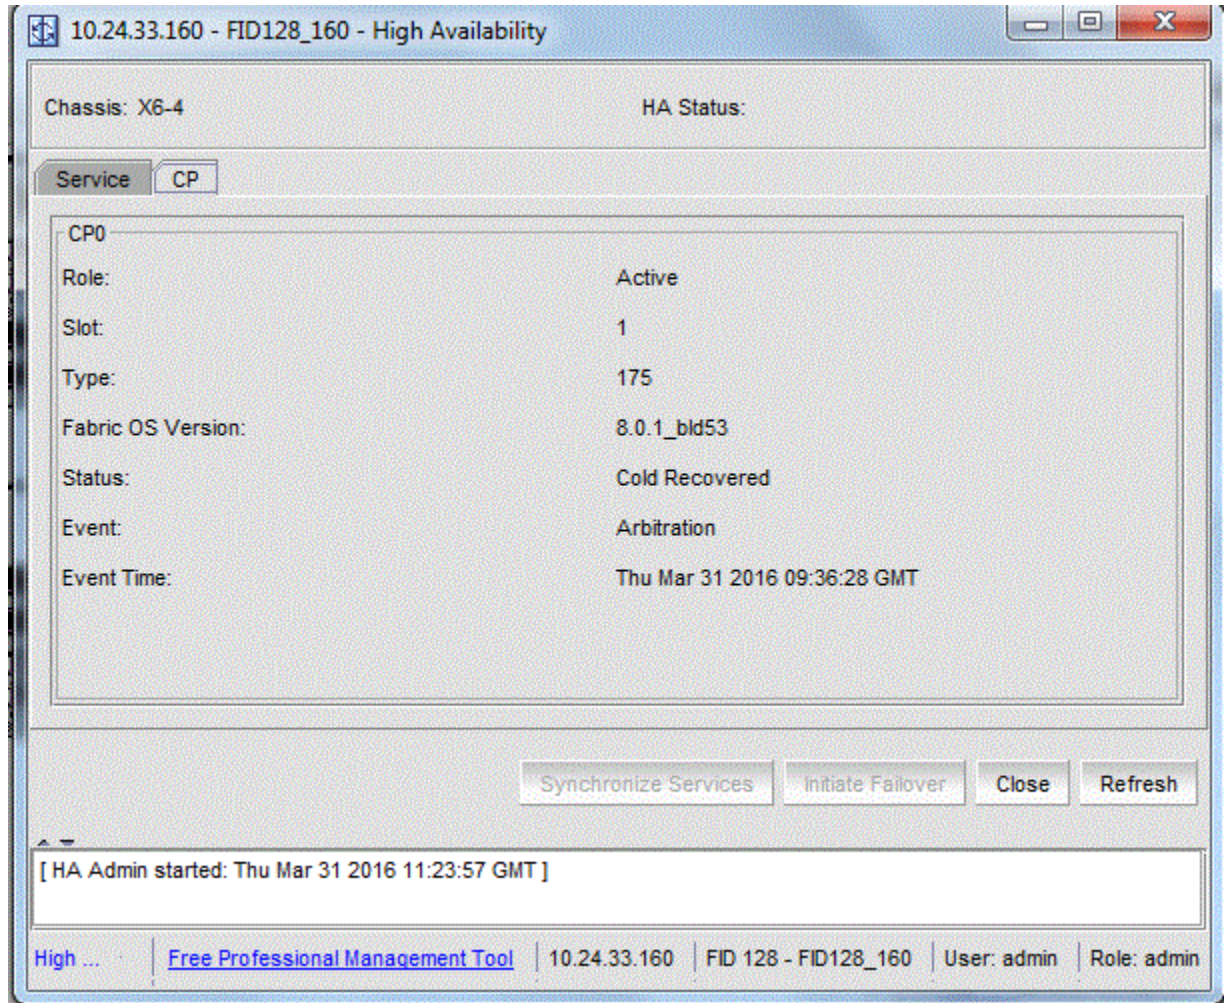 10.24.33.160 - FID128_160 - High Availability
Chassis: X6-4 HA Status:
Service CP
CP0
Role: Active
Slot: 1
Type: 175
Fabric OS Version: 8.0.1_bld53
Status: Cold Recovered
Event: Arbitration
Event Time: Thu Mar 31 2016 09:36:28 GMT
Synchronize Services Initiate Failover Close Refresh
[ HA Admin started: Thu Mar 31 2016 11:23:57 GMT ]
High ... Free Professional Management Tool 10.24.33.160 FID 128 - FID128_160 User: admin Role: admin